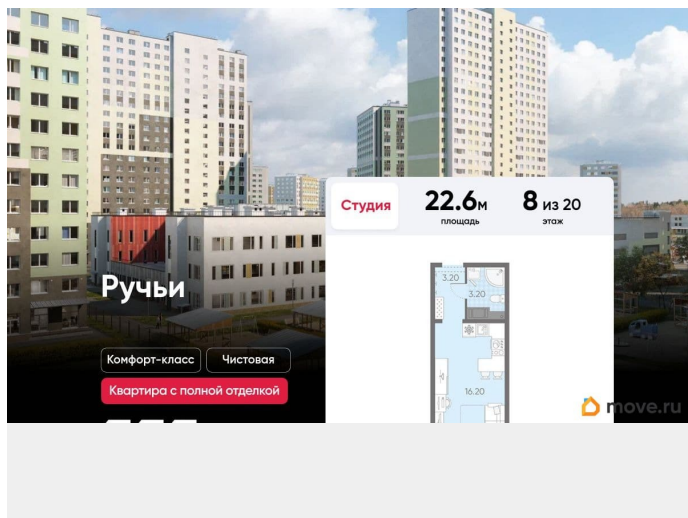 Студия
22.6м
площадь
8 из 20
этаж
3.20
3.20
16.20
Ручьи
Комфорт-класс
Чистовая
Квартира с полной отделкой
move.ru